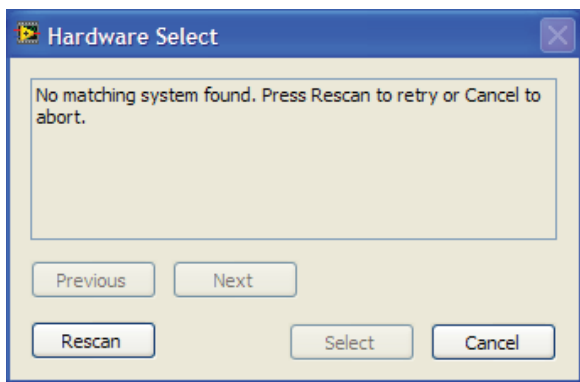 Hardware Select
No matching system found. Press Rescan to retry or Cancel to
abort.
Previous Next
Rescan Select Cancel